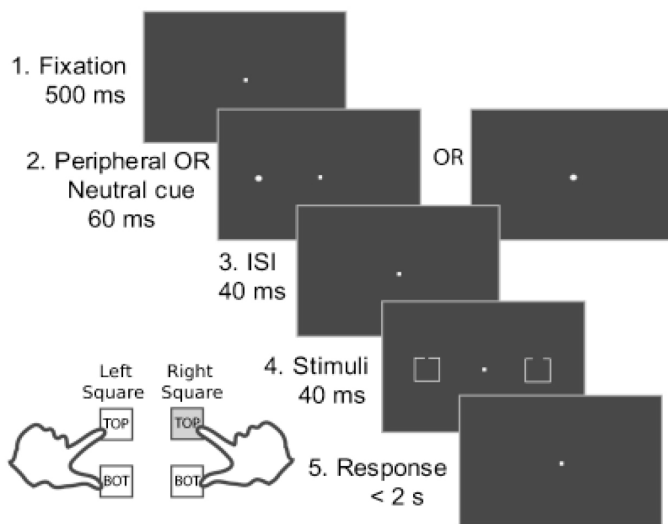 1. Fixation
500 ms
2. Peripheral OR
Neutral cue
60 ms
OR
3. ISI
40 ms
4. Stimuli
40 ms
Left
Square
Right
Square
TOP
TOP
BOT
BOT
5. Response
< 2 s